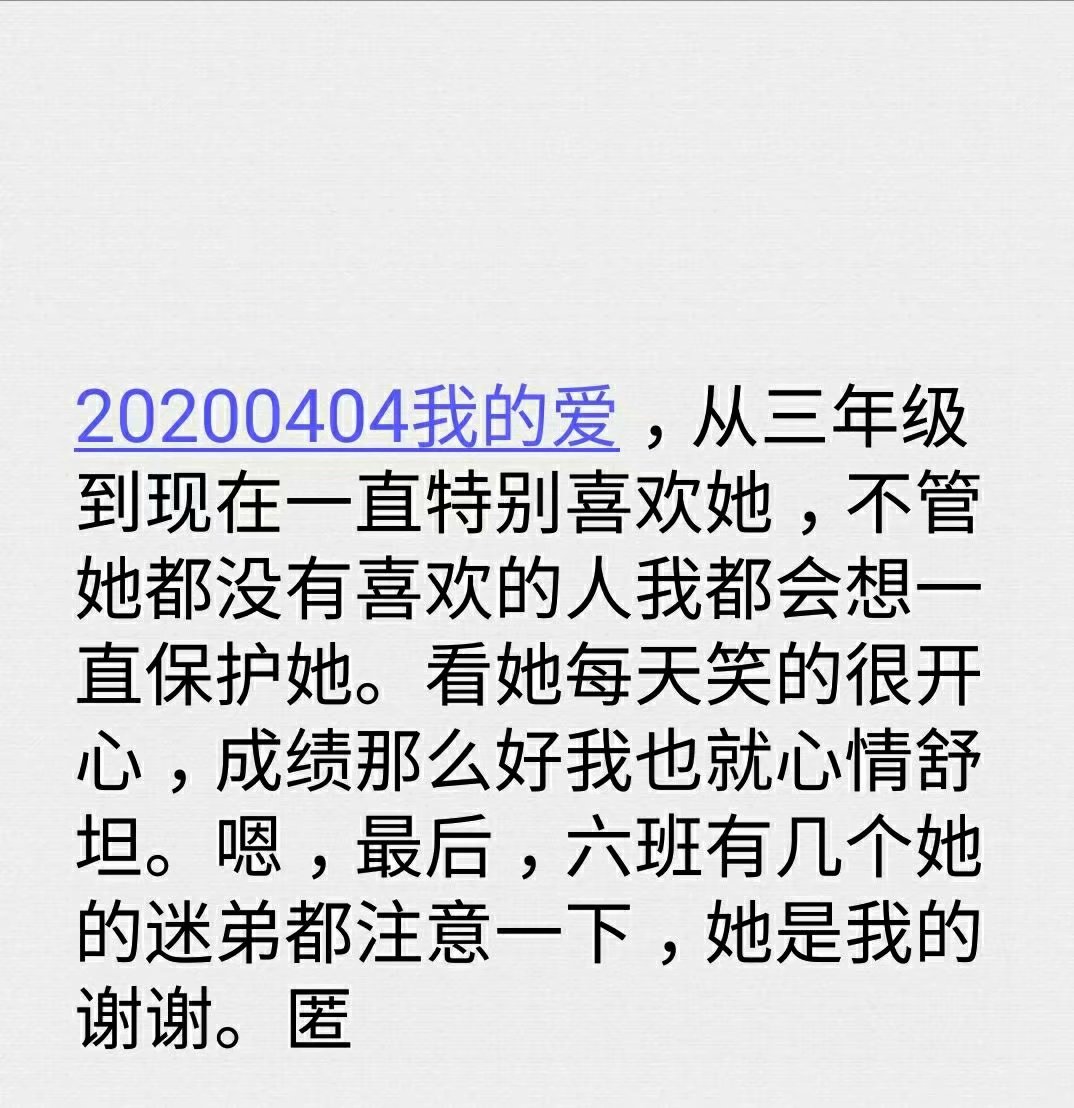 20200404我的爱，从三年级
到现在一直特别喜欢她，不管
她都没有喜欢的人我都会想一
直保护她。看她每天笑的很开
心，成绩那么好我也就心情舒
坦。嗯，最后，六班有几个她
的迷弟都注意一下，她是我的
谢谢。匿